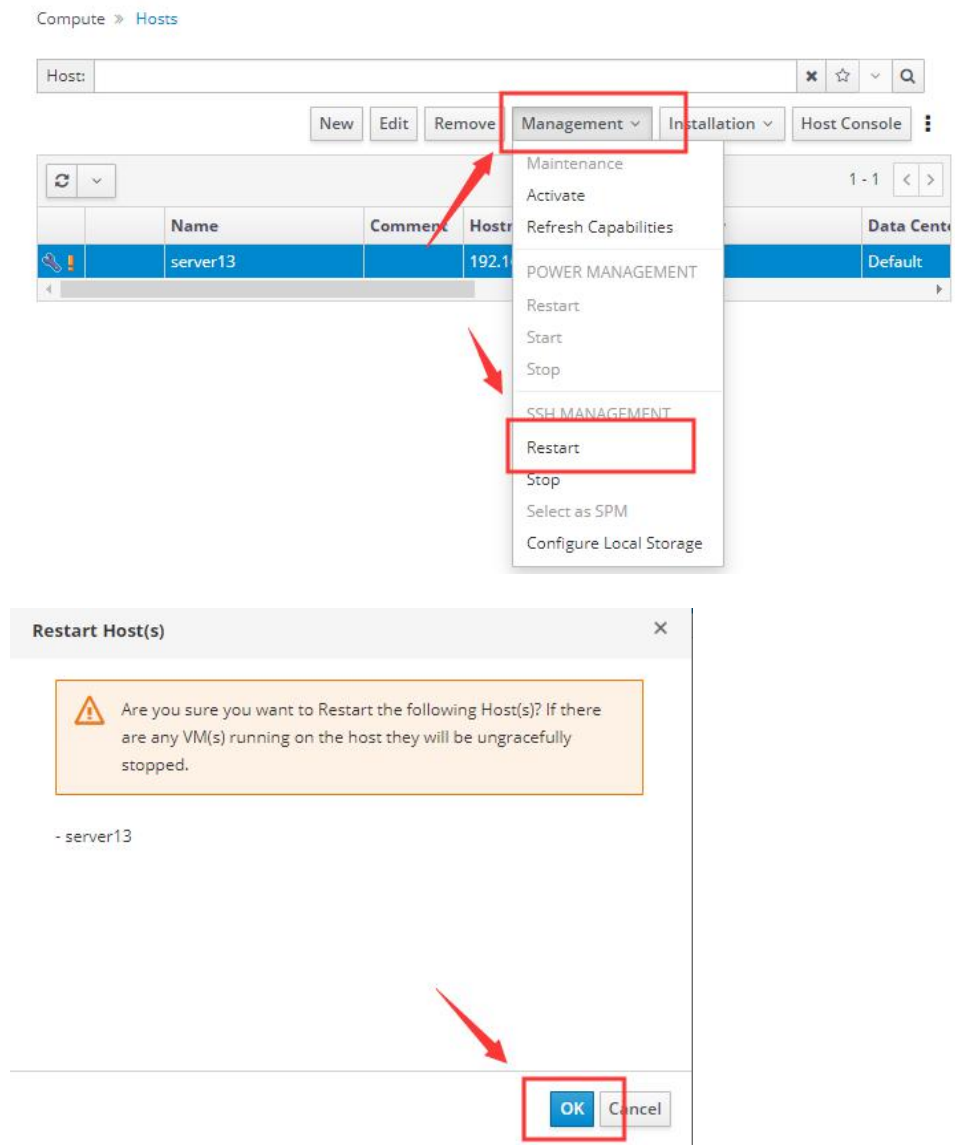 Compute » Hosts
Host:
New Edit Remove Management Installation Host Console
Maintenance
1 - 1
Activate
Name Comment Hostn Refresh Capabilities Data Cente
server13 192.1 Default
POWER MANAGEMENT
Restart
Start
Stop
SSH MANAGEMENT
Restart
Stop
Select as SPM
Configure Local Storage
Restart Host(s)
Are you sure you want to Restart the following Host(s)? If there
are any VM(s) running on the host they will be ungracefully
stopped.
- server13
OK Cancel